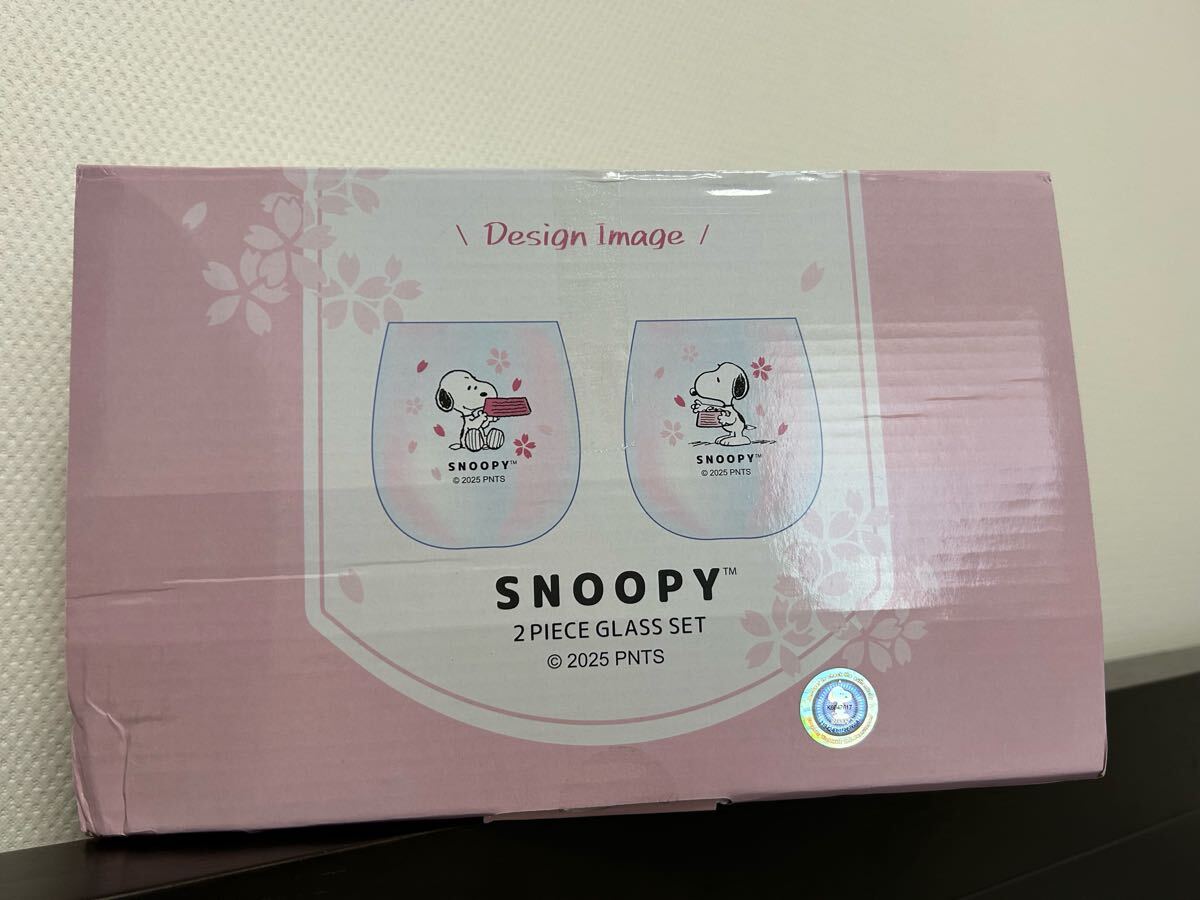 \ Design Image /
SNOOPY™
© 2025 PNTS
SNOOPY™
© 2025 PNTS
SNOOPY™
2 PIECE GLASS SET
© 2025 PNTS